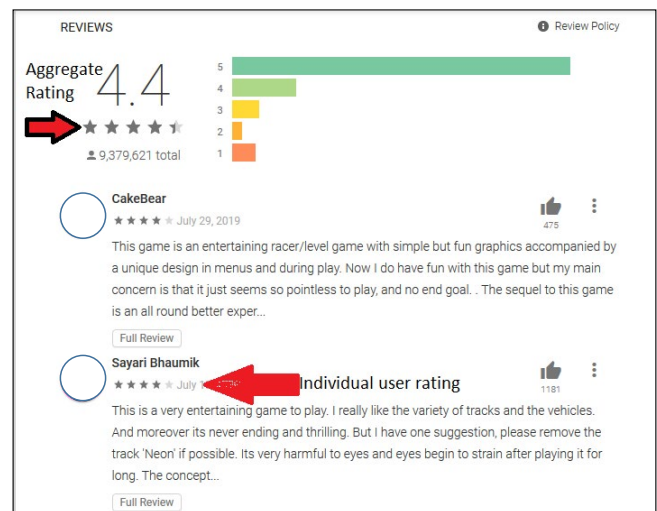 REVIEWS
Review Policy
Aggregate
Rating
4.4
5
4
3
2
1
9,379,621 total
CakeBear
July 29, 2019
475
This game is an entertaining racer/level game with simple but fun graphics accompanied by
a unique design in menus and during play. Now I do have fun with this game but my main
concern is that it just seems so pointless to play, and no end goal. . The sequel to this game
is an all round better exper...
Full Review
Sayari Bhaumik
July
Individual user rating
1181
This is a very entertaining game to play. I really like the variety of tracks and the vehicles.
And moreover its never ending and thrilling. But I have one suggestion, please remove the
track 'Neon' if possible. Its very harmful to eyes and eyes begin to strain after playing it for
long. The concept...
Full Review